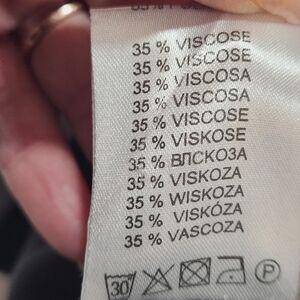 35 % VISCOSE
35 % VISCOSE
35 % VISCOSA
35 % VISCOSA
35 % VISCOSE
35 % VISKOSE
35 % ВПСКОЗА
35 % VISKOZA
35 % WISKOZA
35 % VISKÓZA
35 % VASCOZA
30 P